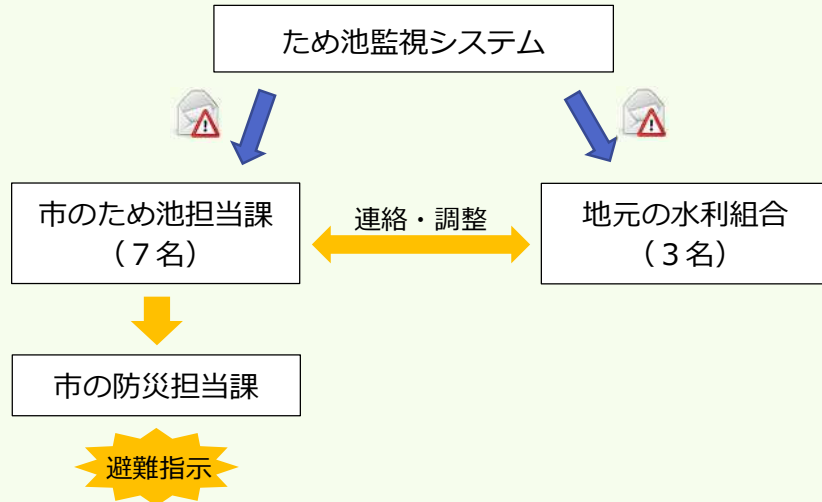 ため池監視システム
市のため池担当課
（７名）
連絡・調整
地元の水利組合
（３名）
市の防災担当課
避難指示